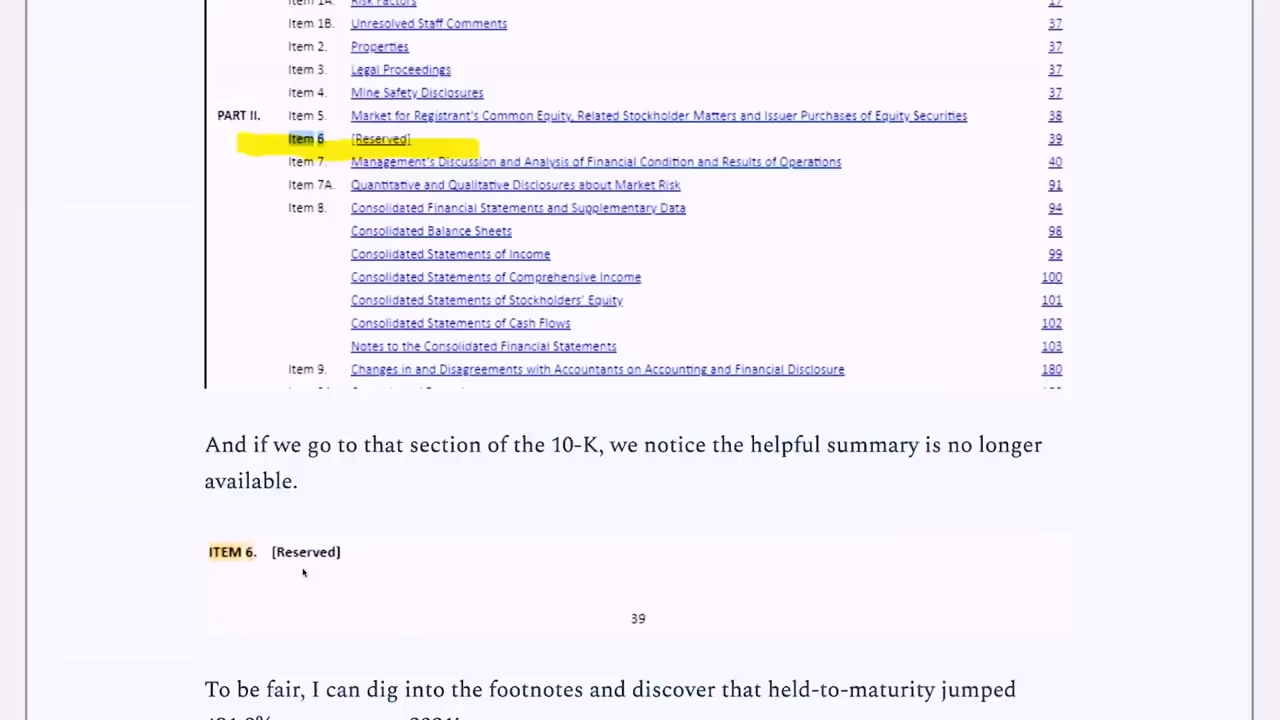 Item 1A. Risk Factors 17
Item 1B. Unresolved Staff Comments 37
Item 2. Properties 37
Item 3. Legal Proceedings 37
Item 4. Mine Safety Disclosures 37
PART II. Item 5. Market for Registrant's Common Equity, Related Stockholder Matters and Issuer Purchases of Equity Securities 38
Item 6. [Reserved] 39
Item 7. Management's Discussion and Analysis of Financial Condition and Results of Operations 40
Item 7A. Quantitative and Qualitative Disclosures about Market Risk 91
Item 8. Consolidated Financial Statements and Supplementary Data 94
Consolidated Balance Sheets 98
Consolidated Statements of Income 99
Consolidated Statements of Comprehensive Income 100
Consolidated Statements of Stockholders' Equity 101
Consolidated Statements of Cash Flows 102
Notes to the Consolidated Financial Statements 103
Item 9. Changes in and Disagreements with Accountants on Accounting and Financial Disclosure 180
And if we go to that section of the 10-K, we notice the helpful summary is no longer
available.
ITEM 6. [Reserved]
39
To be fair, I can dig into the footnotes and discover that held-to-maturity jumped